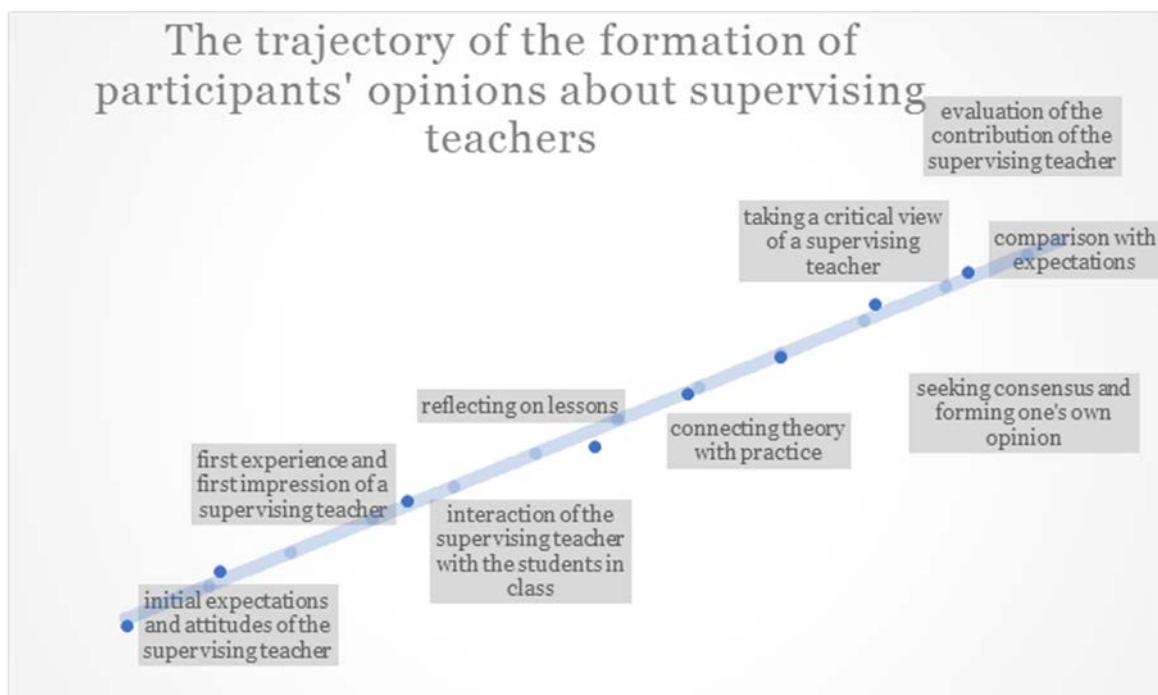 The trajectory of the formation of
participants' opinions about supervising
teachers
evaluation of the
contribution of the
supervising teacher
taking a critical view
of a supervising
teacher
comparison with
expectations
seeking consensus and
forming one's own
opinion
reflecting on lessons
connecting theory
with practice
first experience and
first impression of a
supervising teacher
interaction of the
supervising teacher
with the students in
class
initial expectations
and attitudes of the
supervising teacher